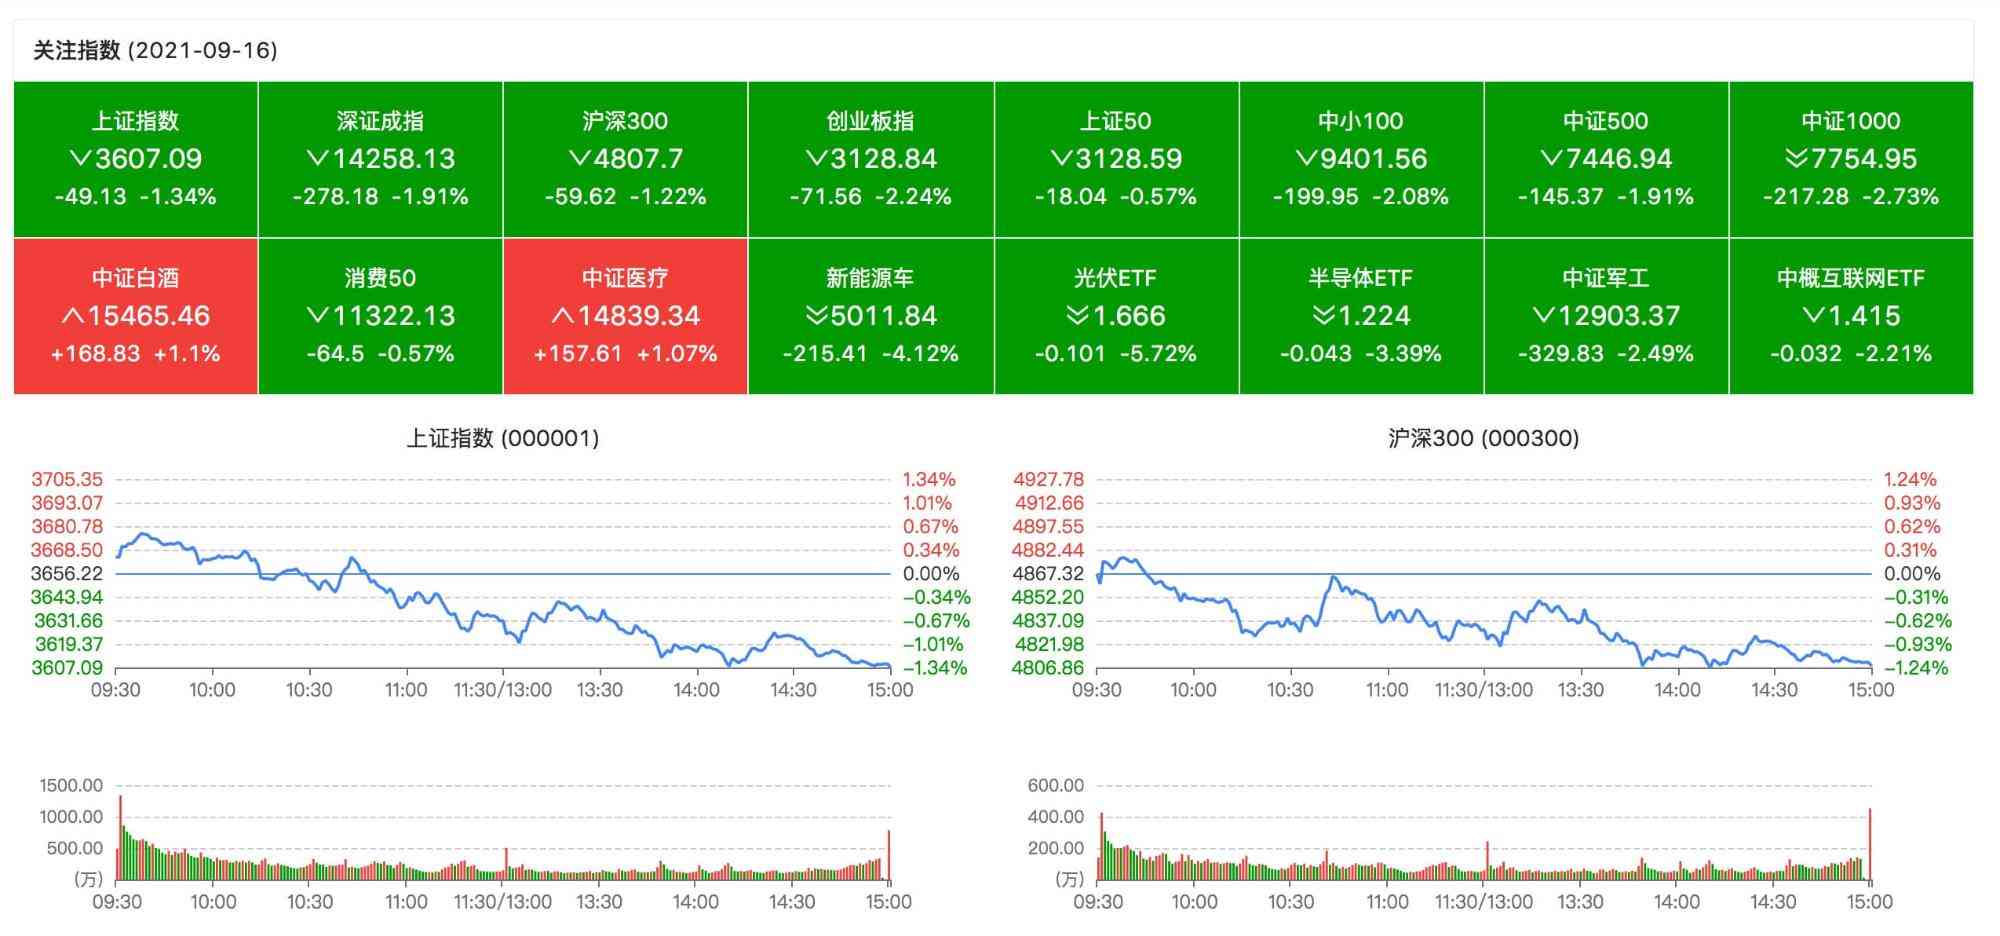 关注指数 (2021-09-16)
上证指数
3607.09
-49.13 -1.34%
深证成指
14258.13
-278.18 -1.91%
沪深300
4807.7
-59.62 -1.22%
创业板指
3128.84
-71.56 -2.24%
上证50
3128.59
-18.04 -0.57%
中小100
9401.56
-199.95 -2.08%
中证500
7446.94
-145.37 -1.91%
中证1000
7754.95
-217.28 -2.73%
中证白酒
15465.46
+168.83 +1.1%
消费50
11322.13
-64.5 -0.57%
中证医疗
14839.34
+157.61 +1.07%
新能源车
5011.84
-215.41 -4.12%
光伏ETF
1.666
-0.101 -5.72%
半导体ETF
1.224
-0.043 -3.39%
中证军工
12903.37
-329.83 -2.49%
中概互联网ETF
1.415
-0.032 -2.21%
上证指数 (000001)
3705.35 1.34%
3693.07 1.01%
3680.78 0.67%
3668.50 0.34%
3656.22 0.00%
3643.94 −0.34%
3631.66 −0.67%
3619.37 −1.01%
3607.09 −1.34%
09:30 10:00 10:30 11:00 11:30/13:00 13:30 14:00 14:30 15:00
1500.00
1000.00
500.00
(万)
09:30 10:00 10:30 11:00 11:30/13:00 13:30 14:00 14:30 15:00
沪深300 (000300)
4927.78 1.24%
4912.66 0.93%
4897.55 0.62%
4882.44 0.31%
4867.32 0.00%
4852.20 −0.31%
4837.09 −0.62%
4821.98 −0.93%
4806.86 −1.24%
09:30 10:00 10:30 11:00 11:30/13:00 13:30 14:00 14:30 15:00
600.00
400.00
200.00
(万)
09:30 10:00 10:30 11:00 11:30/13:00 13:30 14:00 14:30 15:00